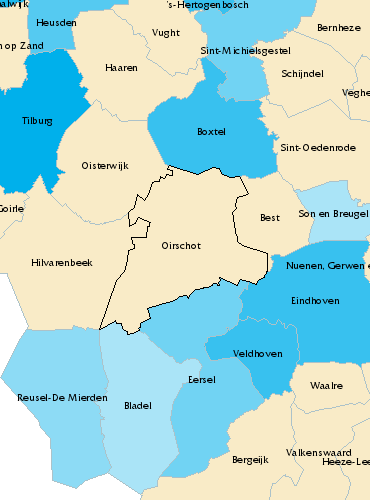 alwijk
's-Hertogenbosch
Heusden
Vught
Bernheze
n op Zand
Sint-Michielsgestel
Haaren
Schijndel
Veghe
Tilburg
Boxtel
Sint-Oedenrode
Oisterwijk
Goirle
Best
Son en Breugel
Oirschot
Hilvarenbeek
Nuenen, Gerwen e
Eindhoven
Veldhoven
Eersel
Waalre
Reusel-De Mierden
Bladel
Valkenswaard
Bergeijk
Heeze-Lee